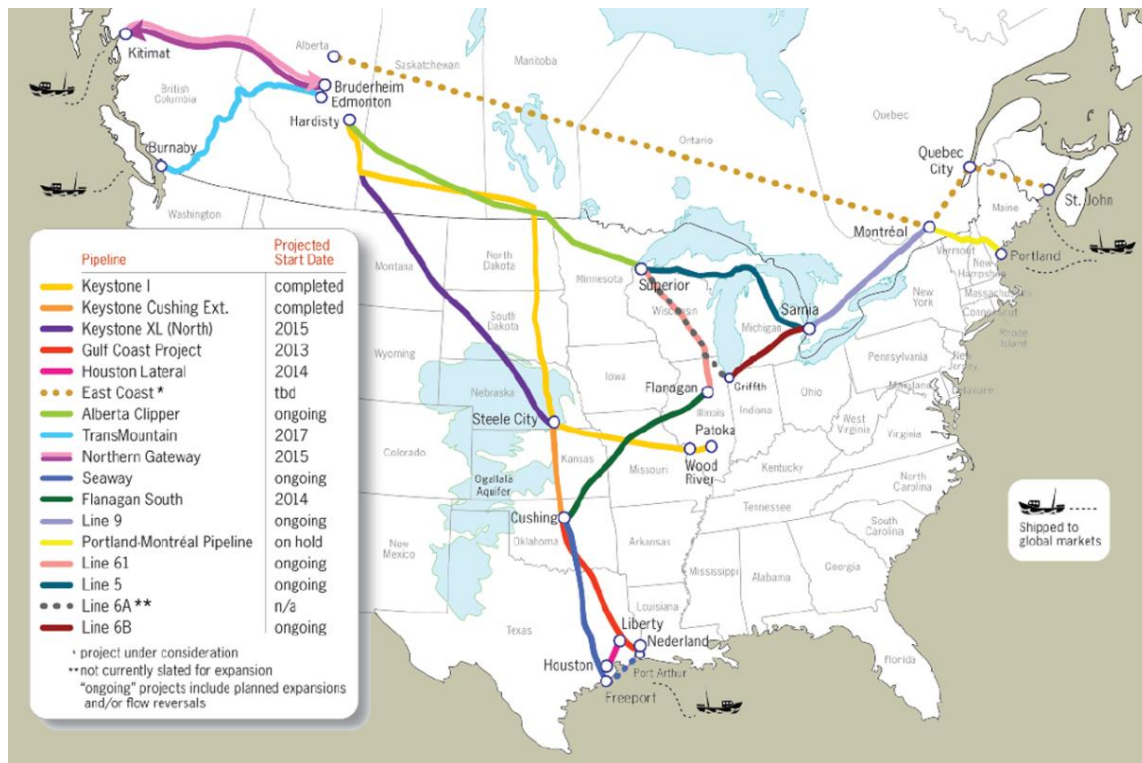 Kitimat
Alberta
Saskatchewan
Manitoba
British
Columbia
Bruderheim
Edmonton
Hardisty
Ontario
Quebec
Burnaby
Quebec
City
Maine
St. John
Washington
Montréal
Vermont
New
Hampshire
Portland
Massachusetts
Connecticut
Rhode
Island
Montana
North
Dakota
Minnesota
Superior
Wisconsin
Michigan
Sarnia
New
York
South
Dakota
Wyoming
Iowa
Pennsylvania
New
Jersey
Maryland
Delaware
Nebraska
Flanagan
Griffth
Illinois
Indiana
Ohio
West
Virginia
Virginia
Steele City
Patoka
Colorado
Kansas
Missouri
Wood
River
Kentucky
Ogallala
Aquifer
North
Carolina
Tennessee
Cushing
Oklahoma
Arkansas
South
Carolina
New
Mexico
Mississippi
Alabama
Georgia
Texas
Louisiana
Liberty
Nederland
Houston
Port Arthur
Freeport
Florida
Pipeline
Projected
Start Date
Keystone I completed
Keystone Cushing Ext. completed
Keystone XL (North) 2015
Gulf Coast Project 2013
Houston Lateral 2014
East Coast * tbd
Alberta Clipper ongoing
TransMountain 2017
Northern Gateway 2015
Seaway ongoing
Flanagan South 2014
Line 9 ongoing
Portland-Montréal Pipeline on hold
Line 61 ongoing
Line 5 ongoing
Line 6A** n/a
Line 6B ongoing
* project under consideration
**not currently slated for expansion
"ongoing" projects include planned expansions
and/or flow reversals
Shipped to
global markets